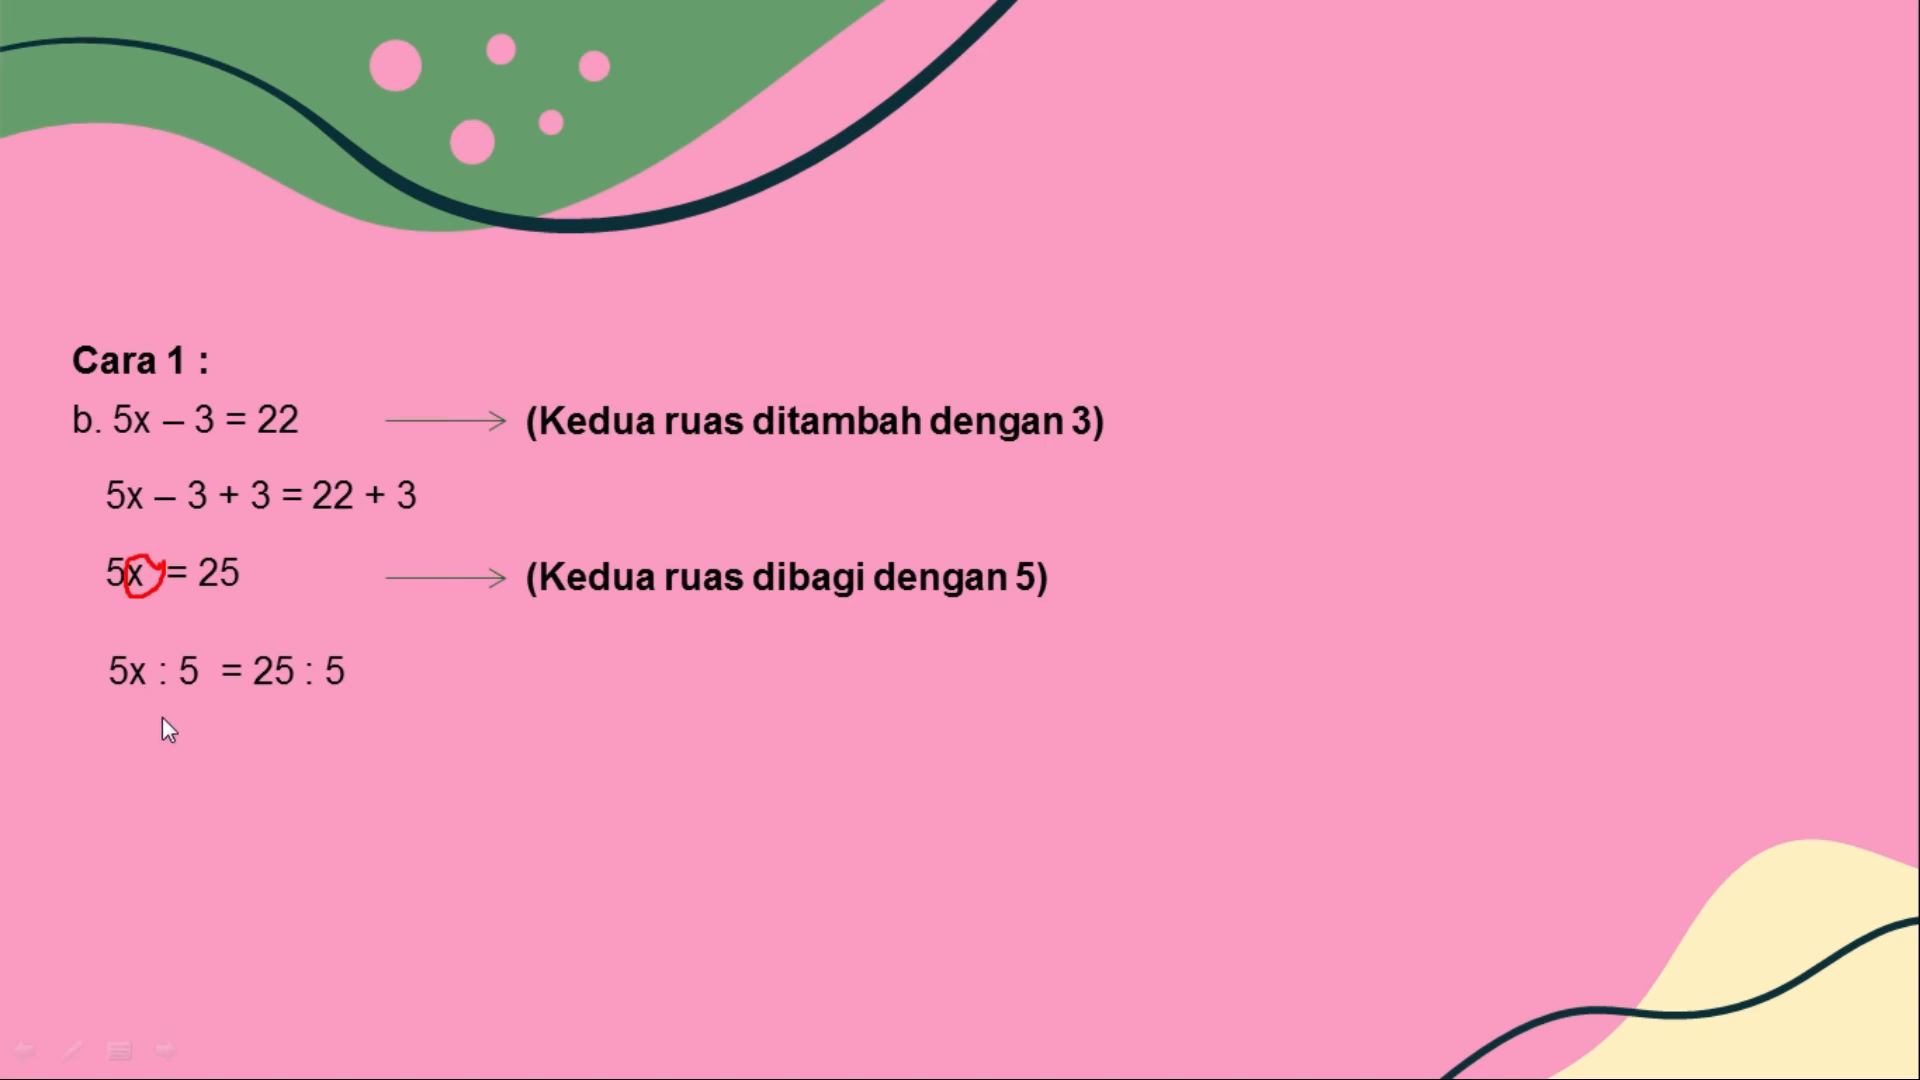 Cara 1 :
b. 5x – 3 = 22 (Kedua ruas ditambah dengan 3)
5x – 3 + 3 = 22 + 3
5x = 25 (Kedua ruas dibagi dengan 5)
5x : 5 = 25 : 5